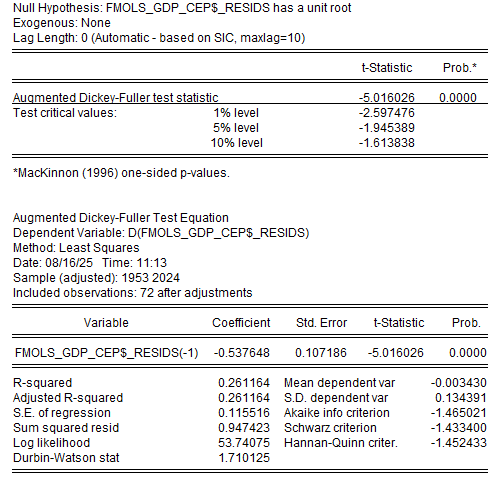 Null Hypothesis: FMOLS_GDP_CEP$_RESIDS has a unit root
Exogenous: None
Lag Length: 0 (Automatic - based on SIC, maxlag=10)
t-Statistic Prob.*
Augmented Dickey-Fuller test statistic -5.016026 0.0000
Test critical values: 1% level -2.597476
5% level -1.945389
10% level -1.613838
*MacKinnon (1996) one-sided p-values.
Augmented Dickey-Fuller Test Equation
Dependent Variable: D(FMOLS_GDP_CEP$_RESIDS)
Method: Least Squares
Date: 08/16/25 Time: 11:13
Sample (adjusted): 1953 2024
Included observations: 72 after adjustments
Variable Coefficient Std. Error t-Statistic Prob.
FMOLS_GDP_CEP$_RESIDS(-1) -0.537648 0.107186 -5.016026 0.0000
R-squared 0.261164 Mean dependent var -0.003430
Adjusted R-squared 0.261164 S.D. dependent var 0.134391
S.E. of regression 0.115516 Akaike info criterion -1.465021
Sum squared resid 0.947423 Schwarz criterion -1.433400
Log likelihood 53.74075 Hannan-Quinn criter. -1.452433
Durbin-Watson stat 1.710125